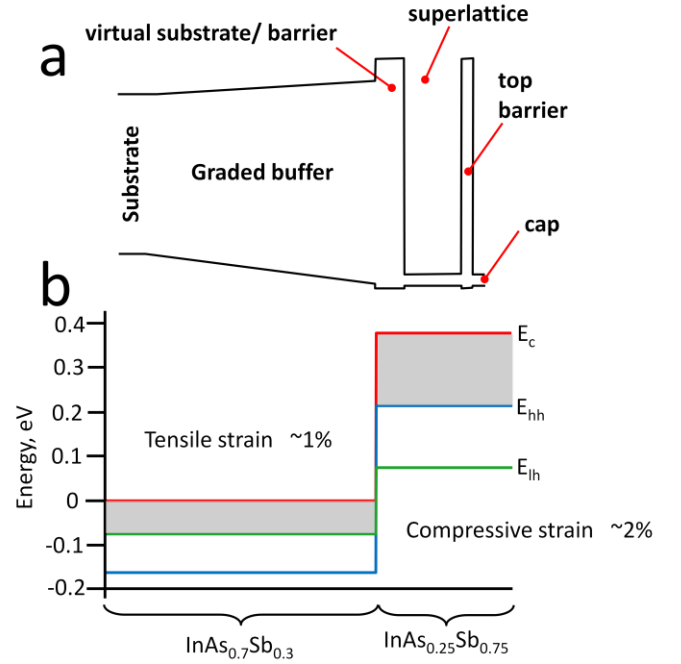 a
virtual substrate/ barrier
superlattice
top
barrier
Substrate
Graded buffer
cap
b
Energy, eV
0.4
0.3
0.2
0.1
0
-0.1
-0.2
Tensile strain ~1%
Compressive strain ~2%
E_c
E_hh
E_lh
InAs_0.7Sb_0.3
InAs_0.25Sb_0.75